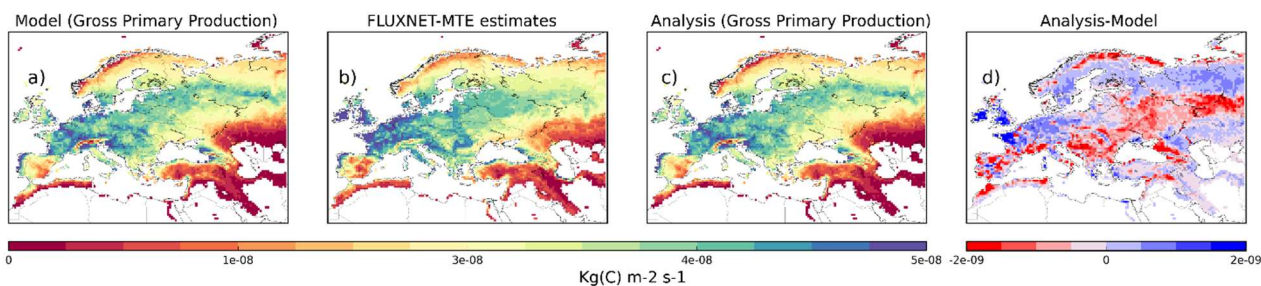 Model (Gross Primary Production)
FLUXNET-MTE estimates
Analysis (Gross Primary Production)
Analysis-Model
a)
b)
c)
d)
0
1e-08
3e-08
4e-08
5e-08
-2e-09
0
2e-09
Kg(C) m-2 s-1